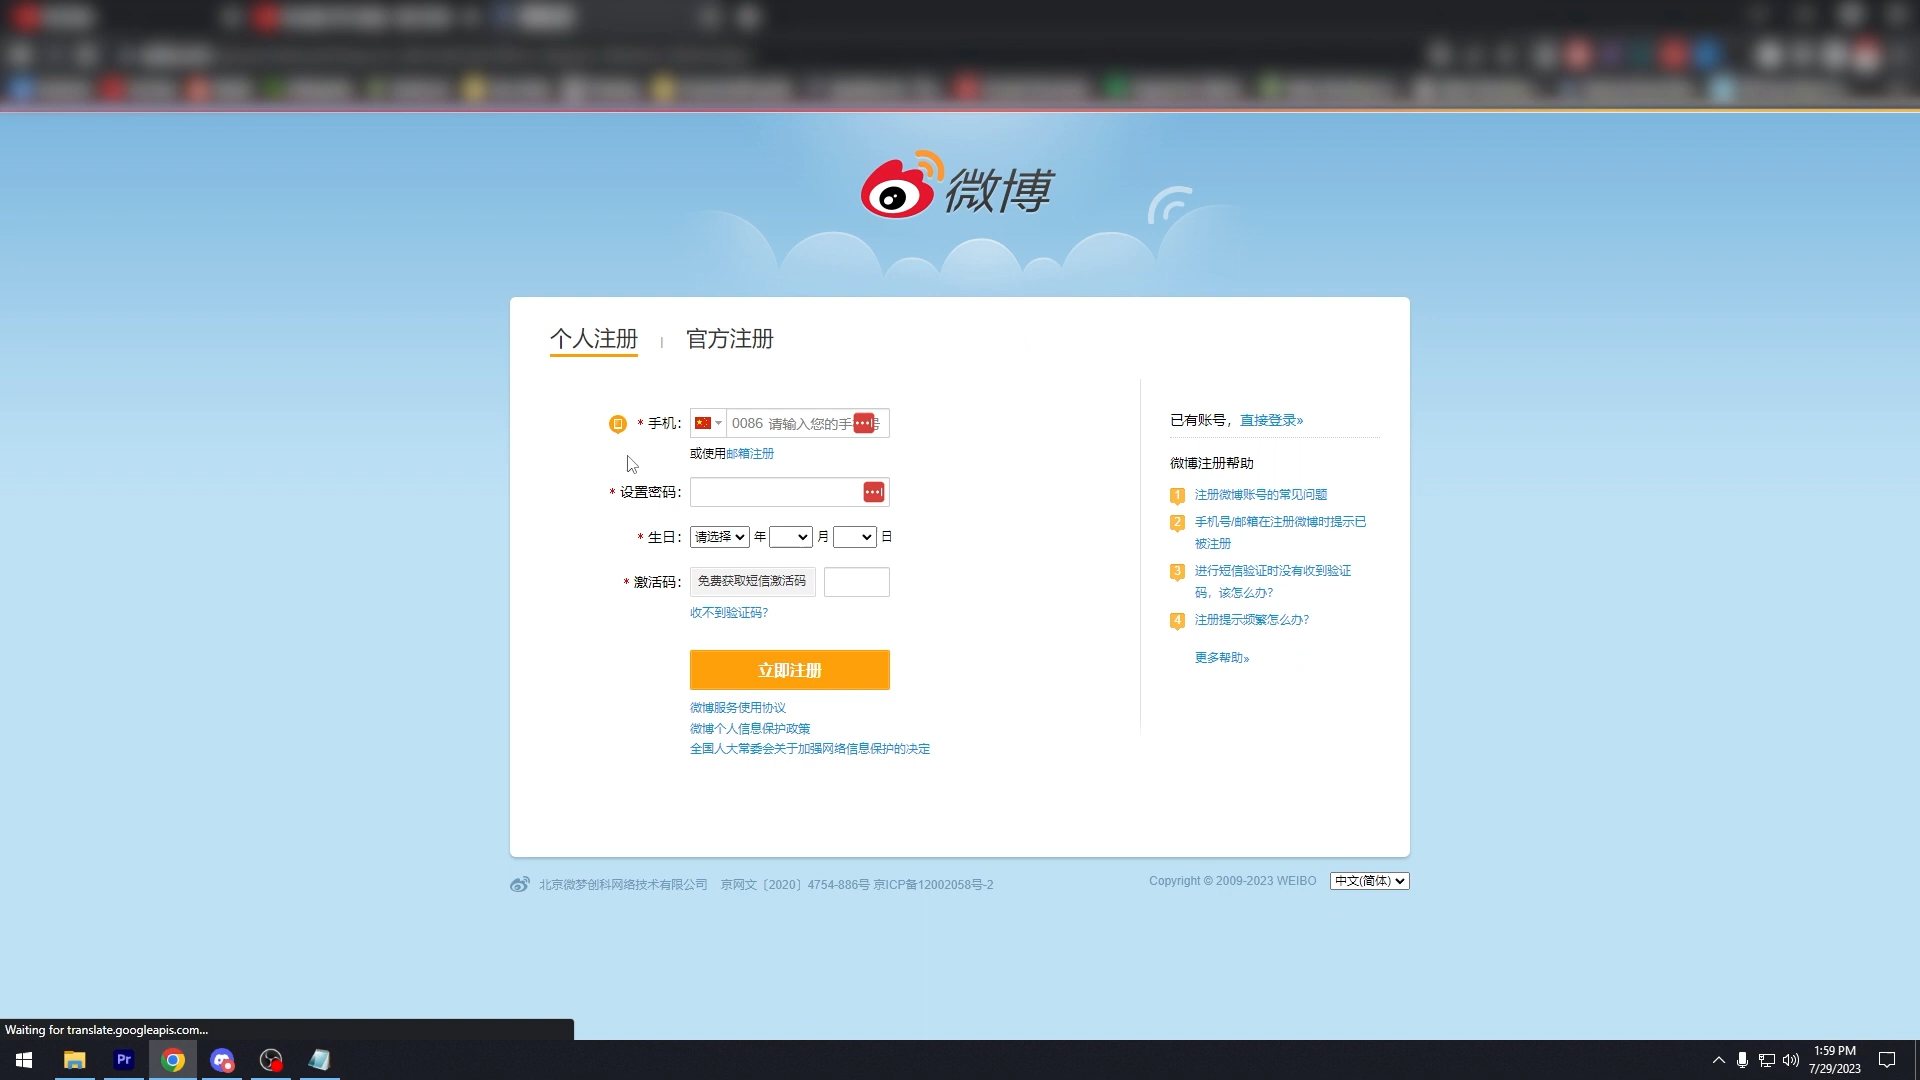 微博
个人注册 | 官方注册
* 手机: 0086 请输入您的手 号
或使用邮箱注册
* 设置密码:
* 生日: 请选择 年 月 日
* 激活码: 免费获取短信激活码
收不到验证码?
立即注册
微博服务使用协议
微博个人信息保护政策
全国人大常委会关于加强网络信息保护的决定
已有账号，直接登录»
微博注册帮助
1 注册微博账号的常见问题
2 手机号/邮箱在注册微博时提示已
被注册
3 进行短信验证时没有收到验证
码，该怎么办?
4 注册提示频繁怎么办?
更多帮助»
北京微梦创科网络技术有限公司 京网文〔2020〕4754-886号 京ICP备12002058号-2
Copyright © 2009-2023 WEIBO 中文(简体)
Waiting for translate.googleapis.com...
Pr
1:59 PM
7/29/2023